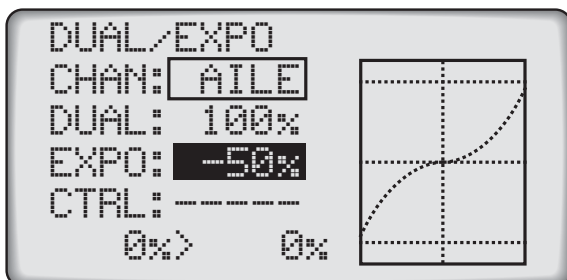 DUAL/EXPO
CHAN: AILE
DUAL: 100%
EXPO: -50%
CTRL: -----
0%> 0%